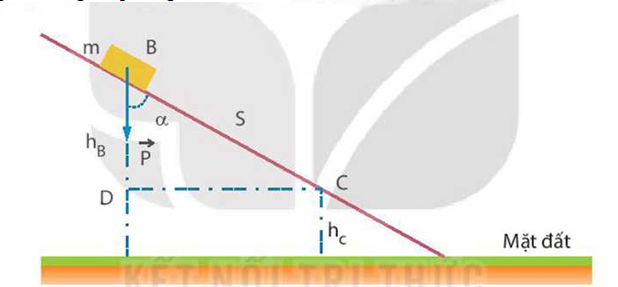 m B
α
S
h_B
P⃗
D
C
h_c
Mặt đất
KẾT NỐI TRI THỨC